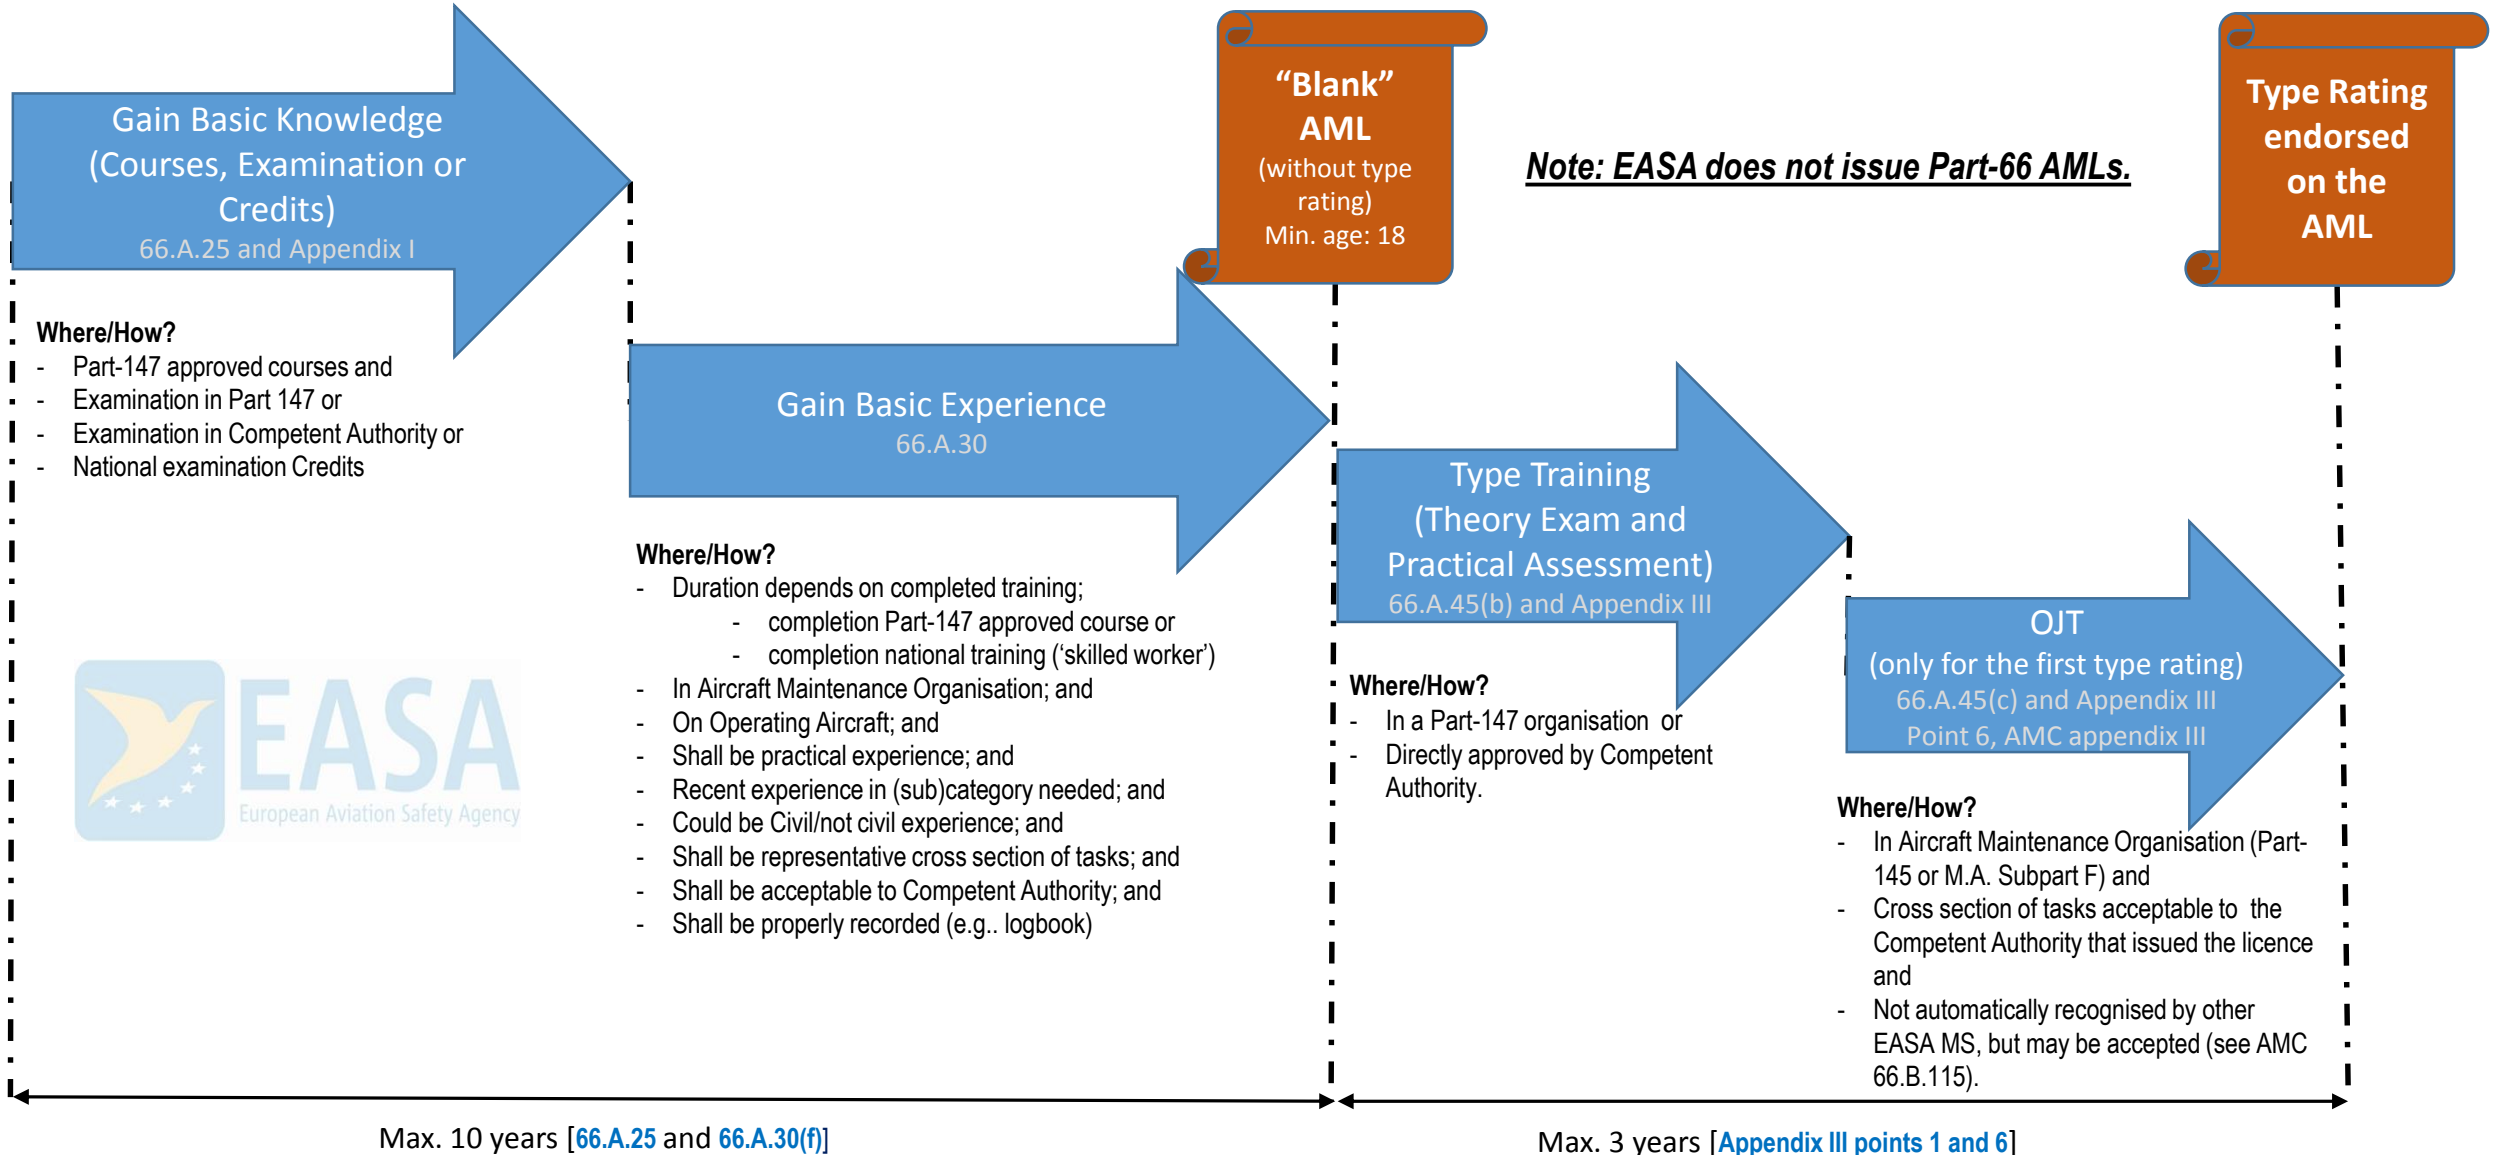 Gain Basic Knowledge
(Courses, Examination or
Credits)
66.A.25 and Appendix I
Where/How?
- Part-147 approved courses and
- Examination in Part 147 or
- Examination in Competent Authority or
- National examination Credits
EASA
European Aviation Safety Agency
Gain Basic Experience
66.A.30
Where/How?
- Duration depends on completed training;
- completion Part-147 approved course or
- completion national training (‘skilled worker’)
- In Aircraft Maintenance Organisation; and
- On Operating Aircraft; and
- Shall be practical experience; and
- Recent experience in (sub)category needed; and
- Could be Civil/not civil experience; and
- Shall be representative cross section of tasks; and
- Shall be acceptable to Competent Authority; and
- Shall be properly recorded (e.g.. logbook)
“Blank”
AML
(without type
rating)
Min. age: 18
Note: EASA does not issue Part-66 AMLs.
Type Rating
endorsed
on the
AML
Type Training
(Theory Exam and
Practical Assessment)
66.A.45(b) and Appendix III
Where/How?
- In a Part-147 organisation or
- Directly approved by Competent
Authority.
OJT
(only for the first type rating)
66.A.45(c) and Appendix III
Point 6, AMC appendix III
Where/How?
- In Aircraft Maintenance Organisation (Part-
145 or M.A. Subpart F) and
- Cross section of tasks acceptable to the
Competent Authority that issued the licence
and
- Not automatically recognised by other
EASA MS, but may be accepted (see AMC
66.B.115).
Max. 10 years [66.A.25 and 66.A.30(f)]
Max. 3 years [Appendix III points 1 and 6]